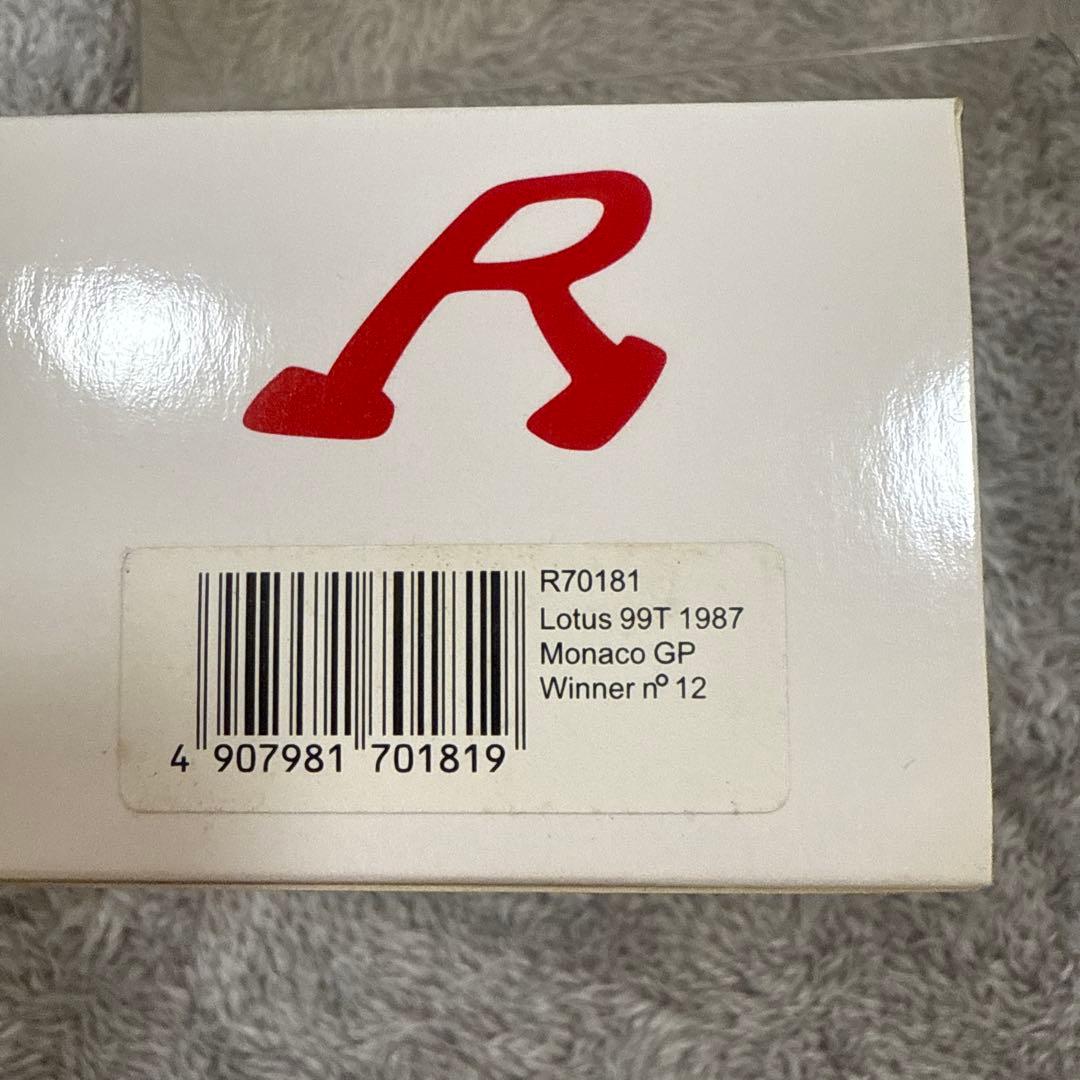 R
R70181
Lotus 99T 1987
Monaco GP
Winner nº 12
4 907981 701819